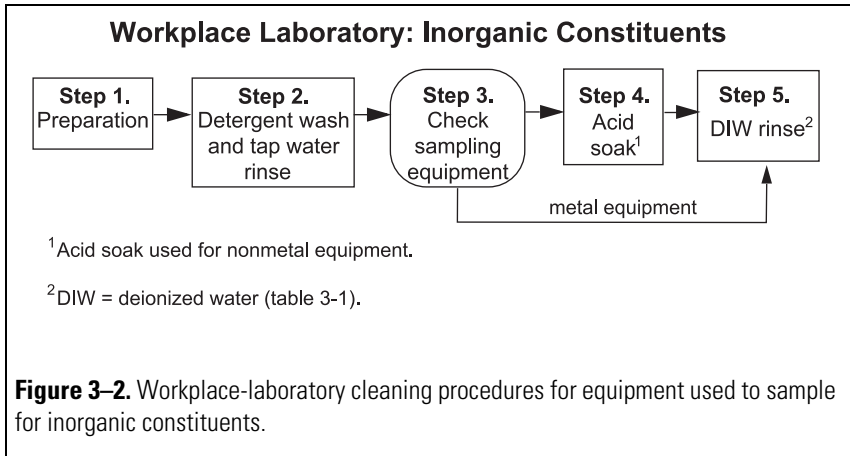 Workplace Laboratory: Inorganic Constituents
Step 1.
Preparation
Step 2.
Detergent wash
and tap water
rinse
Step 3.
Check
sampling
equipment
Step 4.
Acid
soak1
Step 5.
DIW rinse2
metal equipment
1Acid soak used for nonmetal equipment.
2DIW = deionized water (table 3-1).
Figure 3–2. Workplace-laboratory cleaning procedures for equipment used to sample
for inorganic constituents.